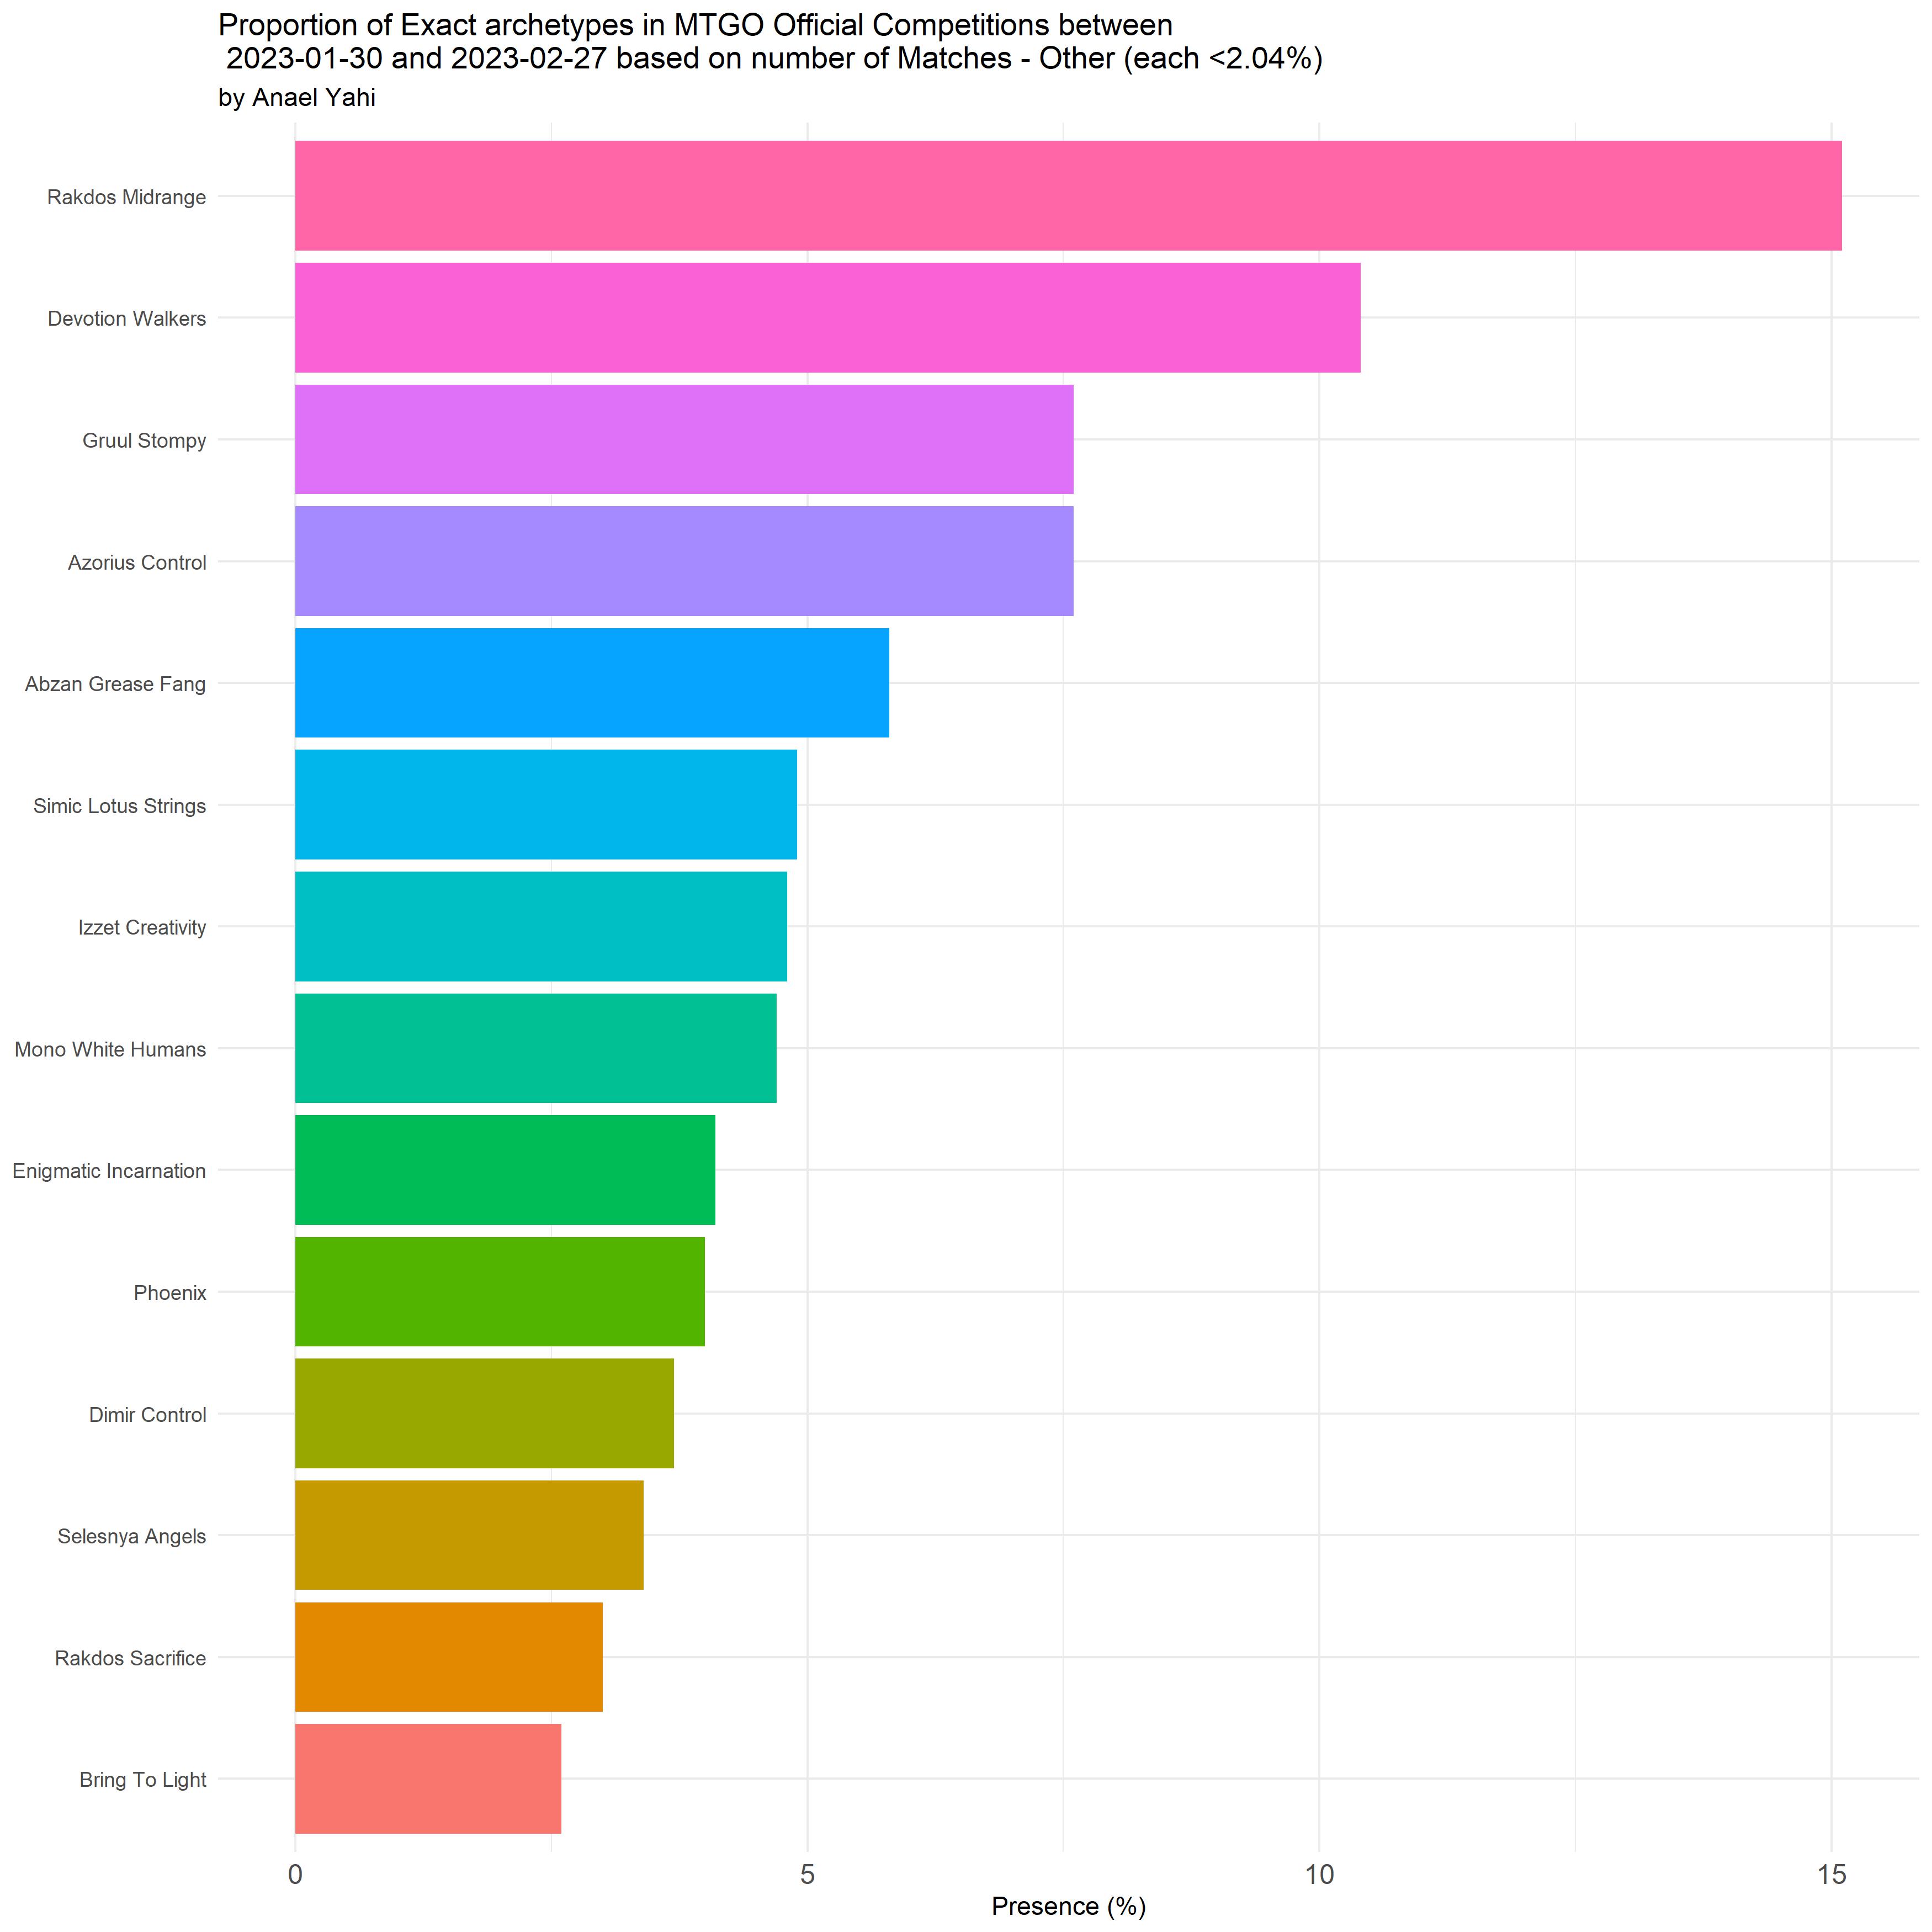 Proportion of Exact archetypes in MTGO Official Competitions between
2023-01-30 and 2023-02-27 based on number of Matches - Other (each <2.04%)
by Anael Yahi
Rakdos Midrange
Devotion Walkers
Gruul Stompy
Azorius Control
Abzan Grease Fang
Simic Lotus Strings
Izzet Creativity
Mono White Humans
Enigmatic Incarnation
Phoenix
Dimir Control
Selesnya Angels
Rakdos Sacrifice
Bring To Light
0 5 10 15
Presence (%)